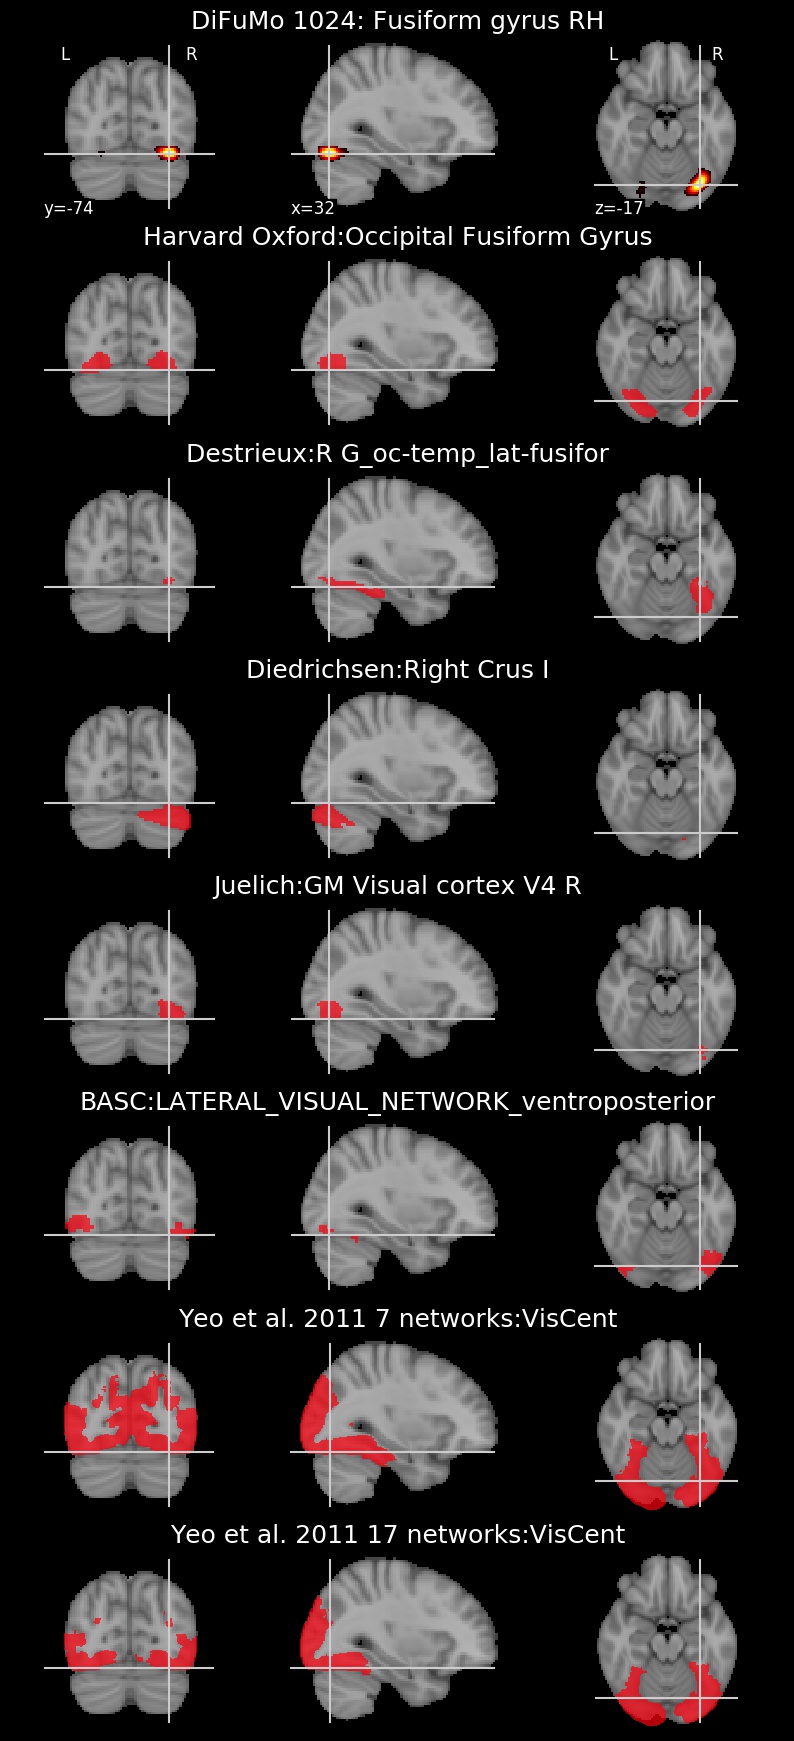 DiFuMo 1024: Fusiform gyrus RH
L R L R
y=-74 x=32 z=-17
Harvard Oxford:Occipital Fusiform Gyrus
Destrieux:R G_oc-temp_lat-fusifor
Diedrichsen:Right Crus I
Juelich:GM Visual cortex V4 R
BASC:LATERAL_VISUAL_NETWORK_ventroposterior
Yeo et al. 2011 7 networks:VisCent
Yeo et al. 2011 17 networks:VisCent